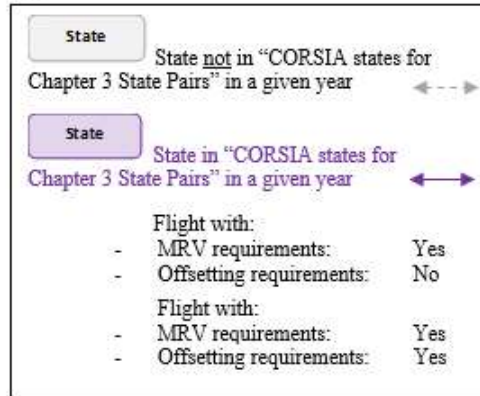 State
State not in “CORSIA states for
Chapter 3 State Pairs” in a given year
State
State in “CORSIA states for
Chapter 3 State Pairs” in a given year
Flight with:
- MRV requirements: Yes
- Offsetting requirements: No
Flight with:
- MRV requirements: Yes
- Offsetting requirements: Yes